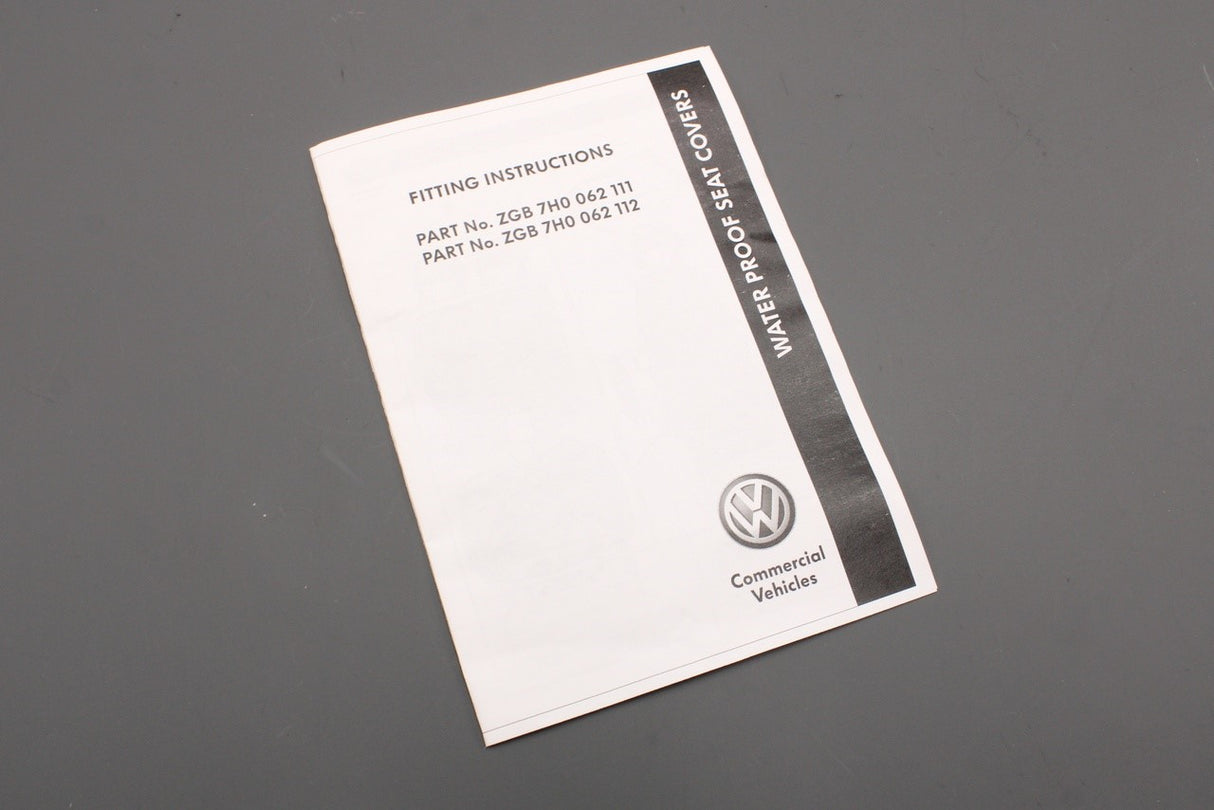 FITTING INSTRUCTIONS
PART No. ZGB 7H0 062 111
PART No. ZGB 7H0 062 112
WATER PROOF SEAT COVERS
Commercial
Vehicles